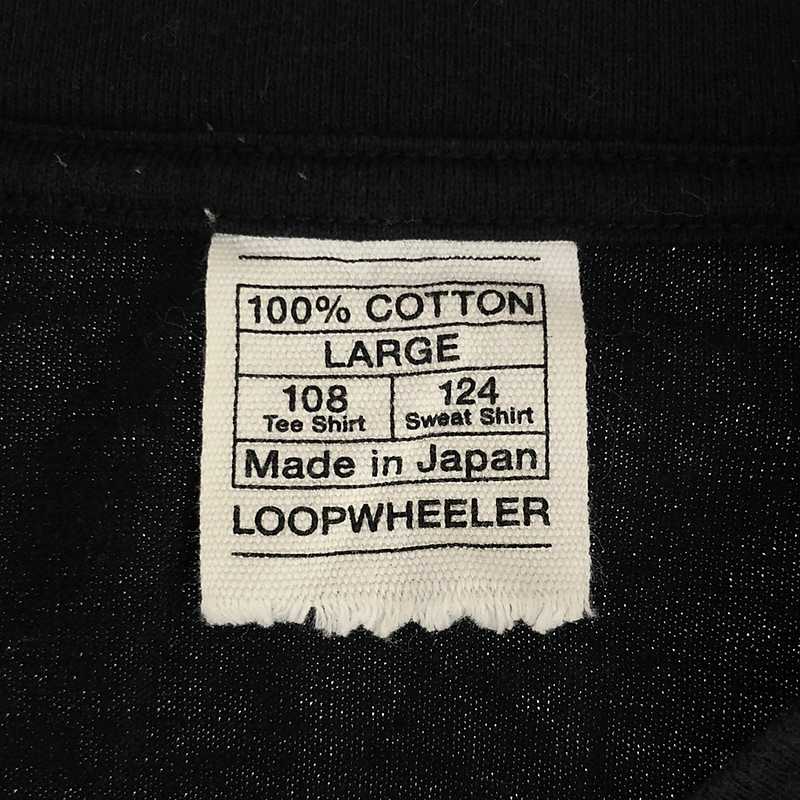 100% COTTON
LARGE
108 124
Tee Shirt Sweat Shirt
Made in Japan
LOOPWHEELER